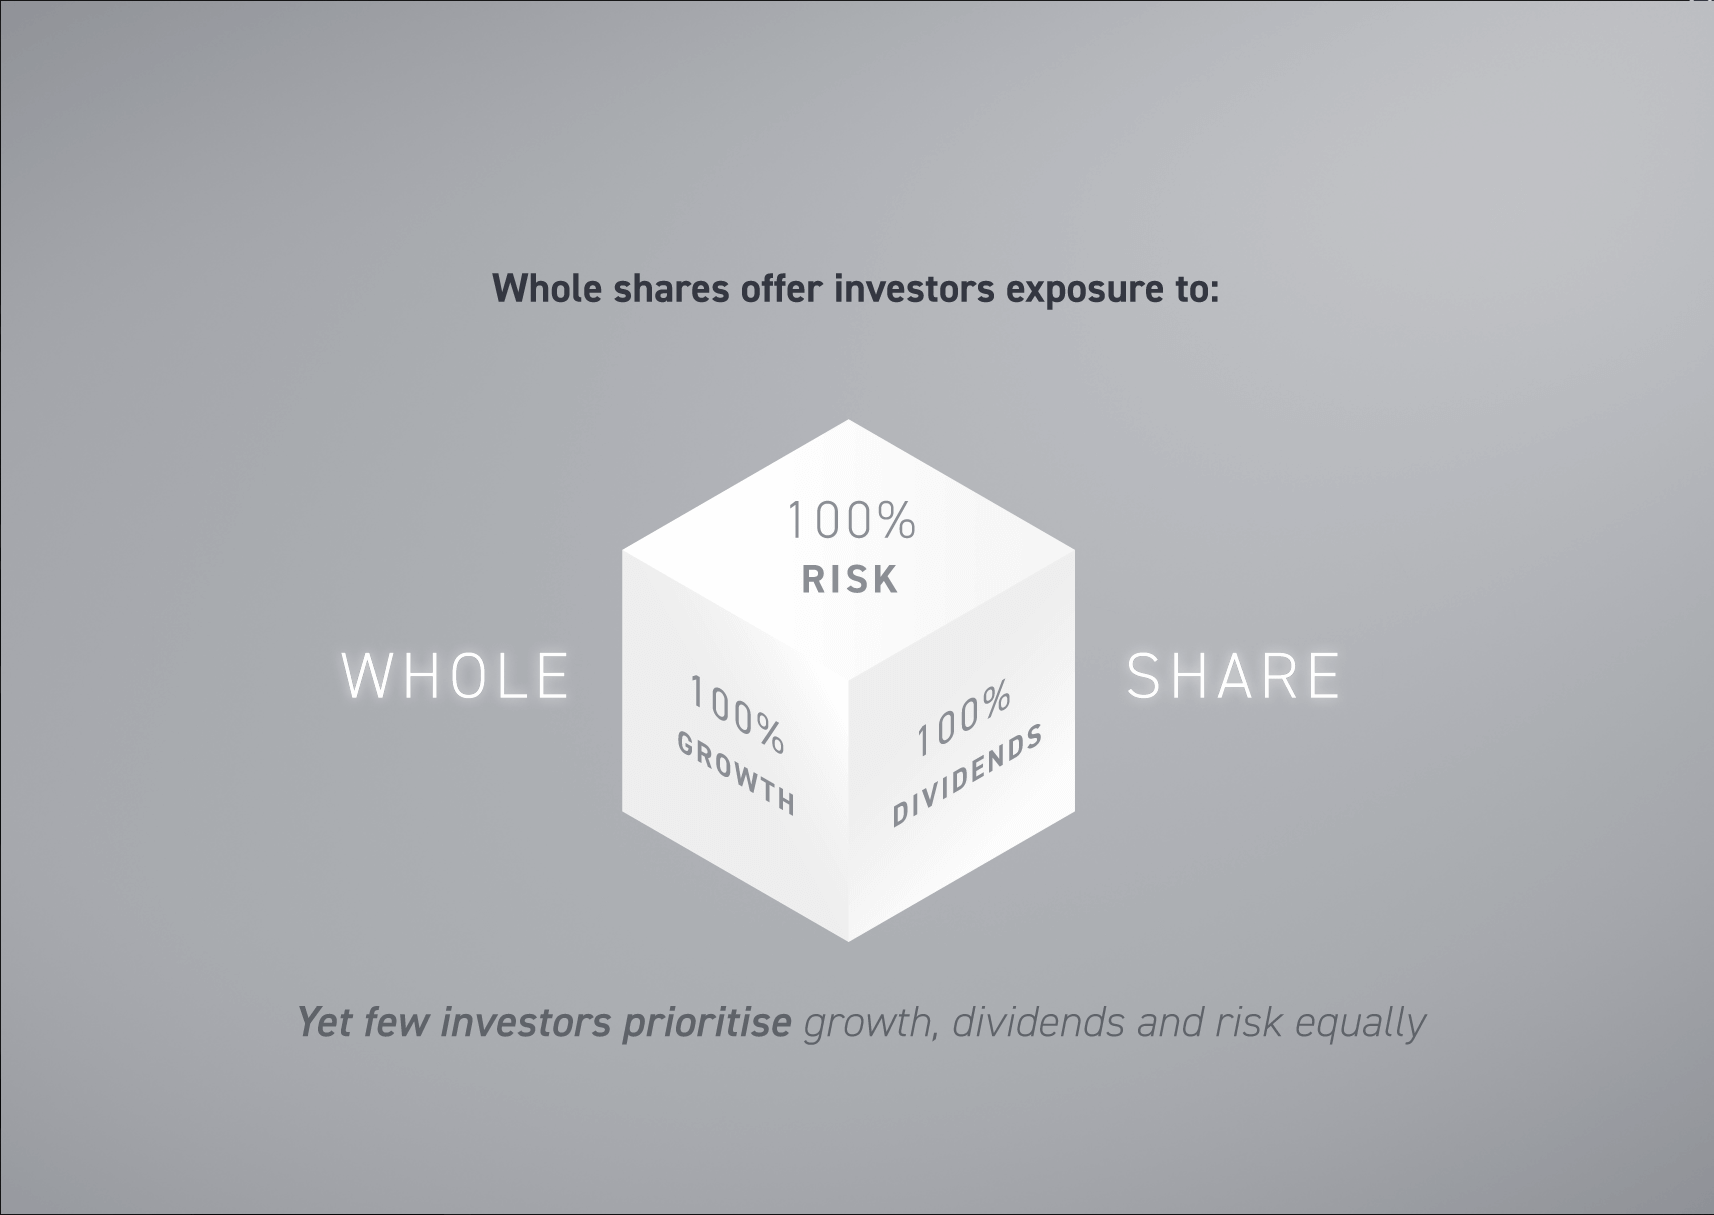 Whole shares offer investors exposure to:
100%
RISK
WHOLE
100%
GROWTH
100%
DIVIDENDS
SHARE
Yet few investors prioritise growth, dividends and risk equally